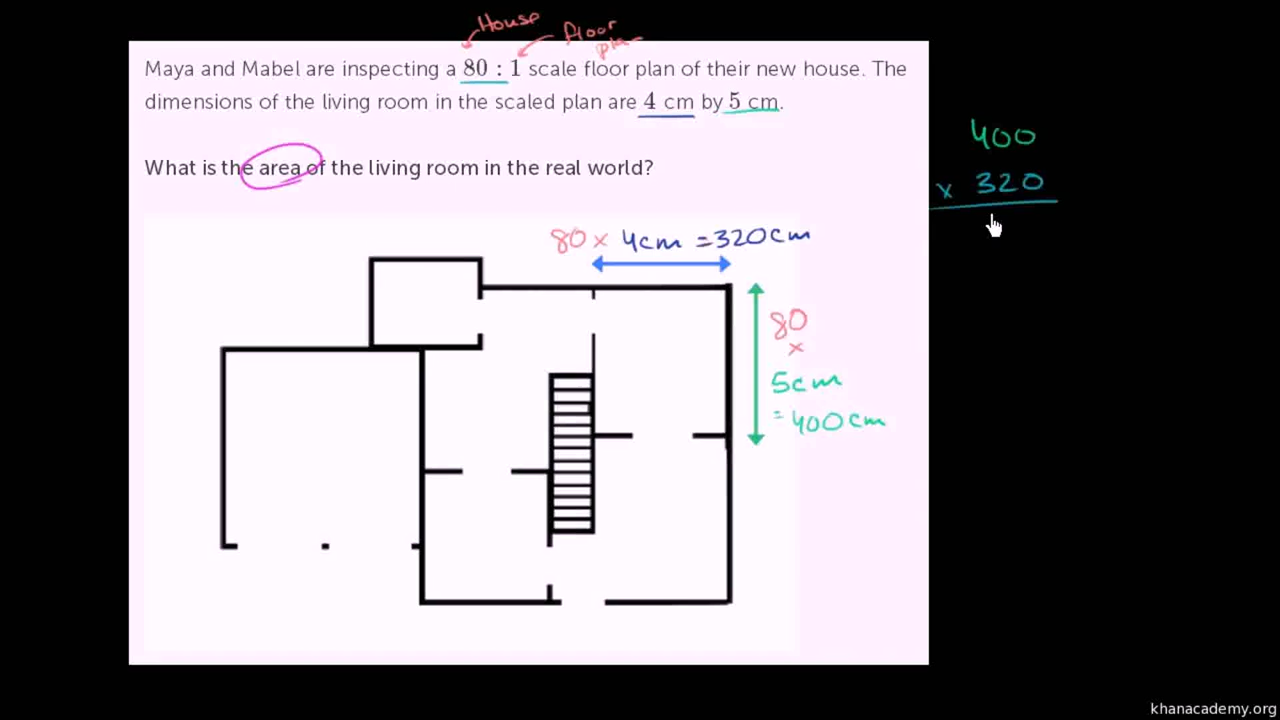 House
floor
plan
Maya and Mabel are inspecting a 80 : 1 scale floor plan of their new house. The
dimensions of the living room in the scaled plan are 4 cm by 5 cm.
What is the area of the living room in the real world?
400
x 320
80 x 4cm = 320cm
80
x
5cm
= 400cm
khanacademy.org